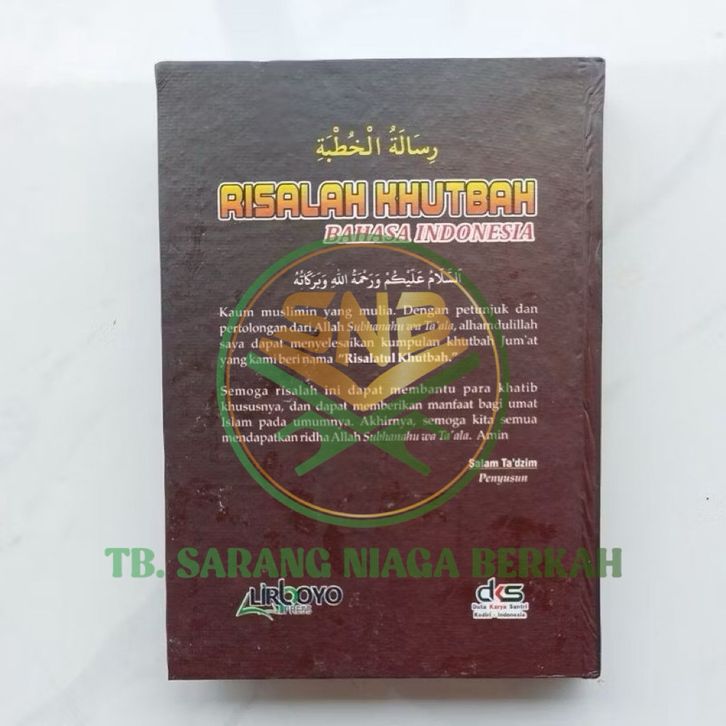 رِسَالَةُ الْخُطْبَةِ
RISALAH KHUTBAH
BAHASA INDONESIA
اَلسَّلَامُ عَلَيْكُمْ وَرَحْمَةُ اللهِ وَبَرَكَاتُهُ
Kaum muslimin yang mulia. Dengan petunjuk dan
pertolongan dari Allah Subhanahu wa Ta'ala, alhamdulillah
saya dapat menyelesaikan kumpulan khutbah Jum'at
yang kami beri nama "Risalatul Khutbah."
Semoga risalah ini dapat membantu para khatib
khususnya, dan dapat memberikan manfaat bagi umat
Islam pada umumnya. Akhirnya, semoga kita semua
mendapatkan ridha Allah Subhanahu wa Ta'ala. Amin
Salam Ta'dzim
Penyusun
SNB
TB. SARANG NIAGA BERKAH
LIRBOYO
PRESS
dks
Duta Karya Santri
Kediri - Indonesia